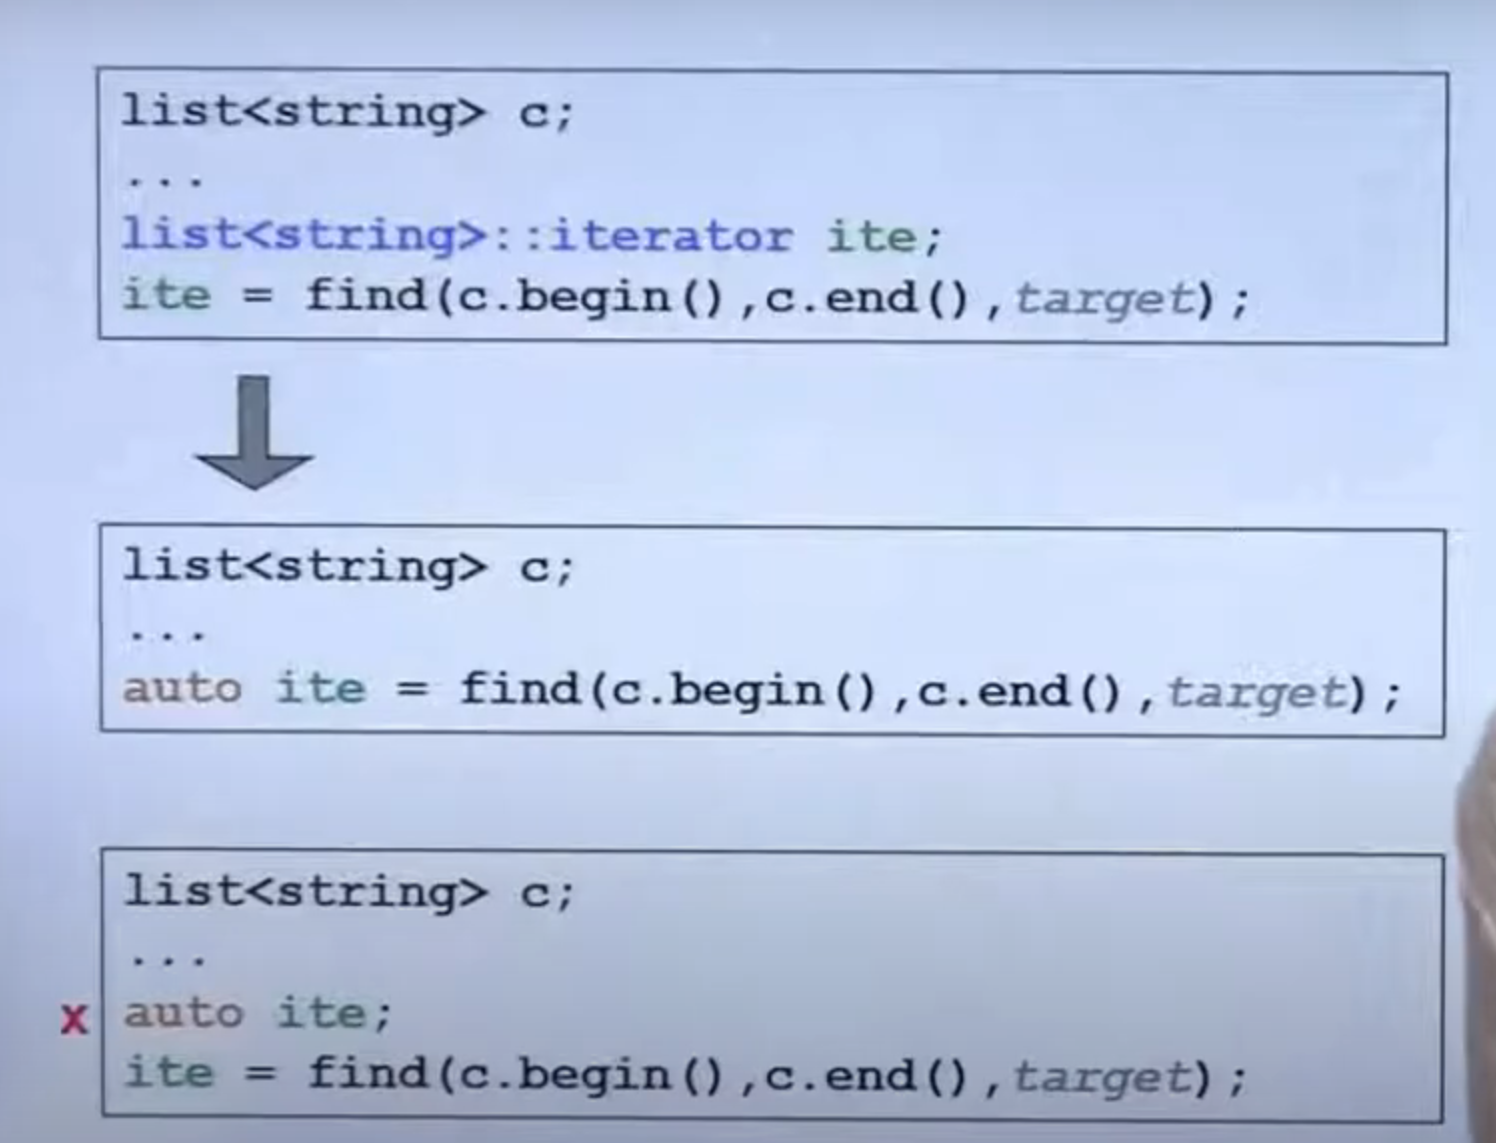 list<string> c;
...
list<string>::iterator ite;
ite = find(c.begin(),c.end(),target);
list<string> c;
...
auto ite = find(c.begin(),c.end(),target);
list<string> c;
...
x auto ite;
ite = find(c.begin(),c.end(),target);